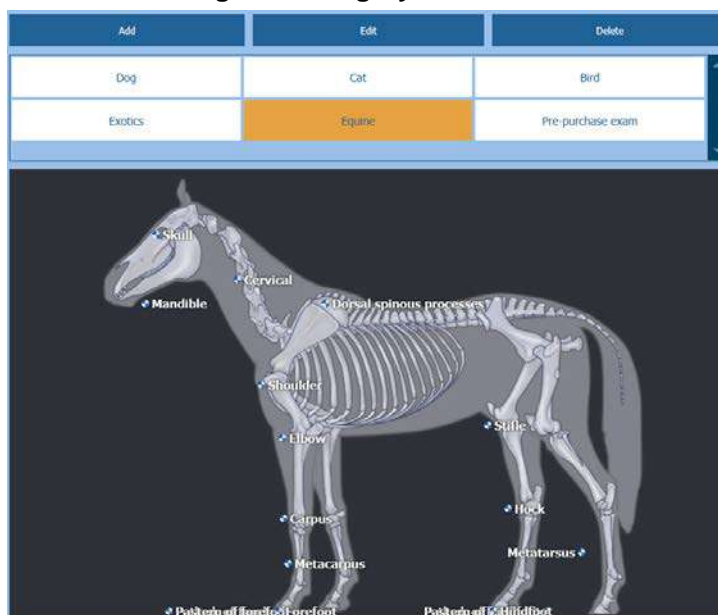 Add Edit Delete
Dog Cat Bird
Exotics Equine Pre-purchase exam
Skull
Cervical
Mandible
Dorsal spinous processes
Shoulder
Stifle
Elbow
Hock
Carpus
Metatarsus
Metacarpus
Forefoot Hindfoot